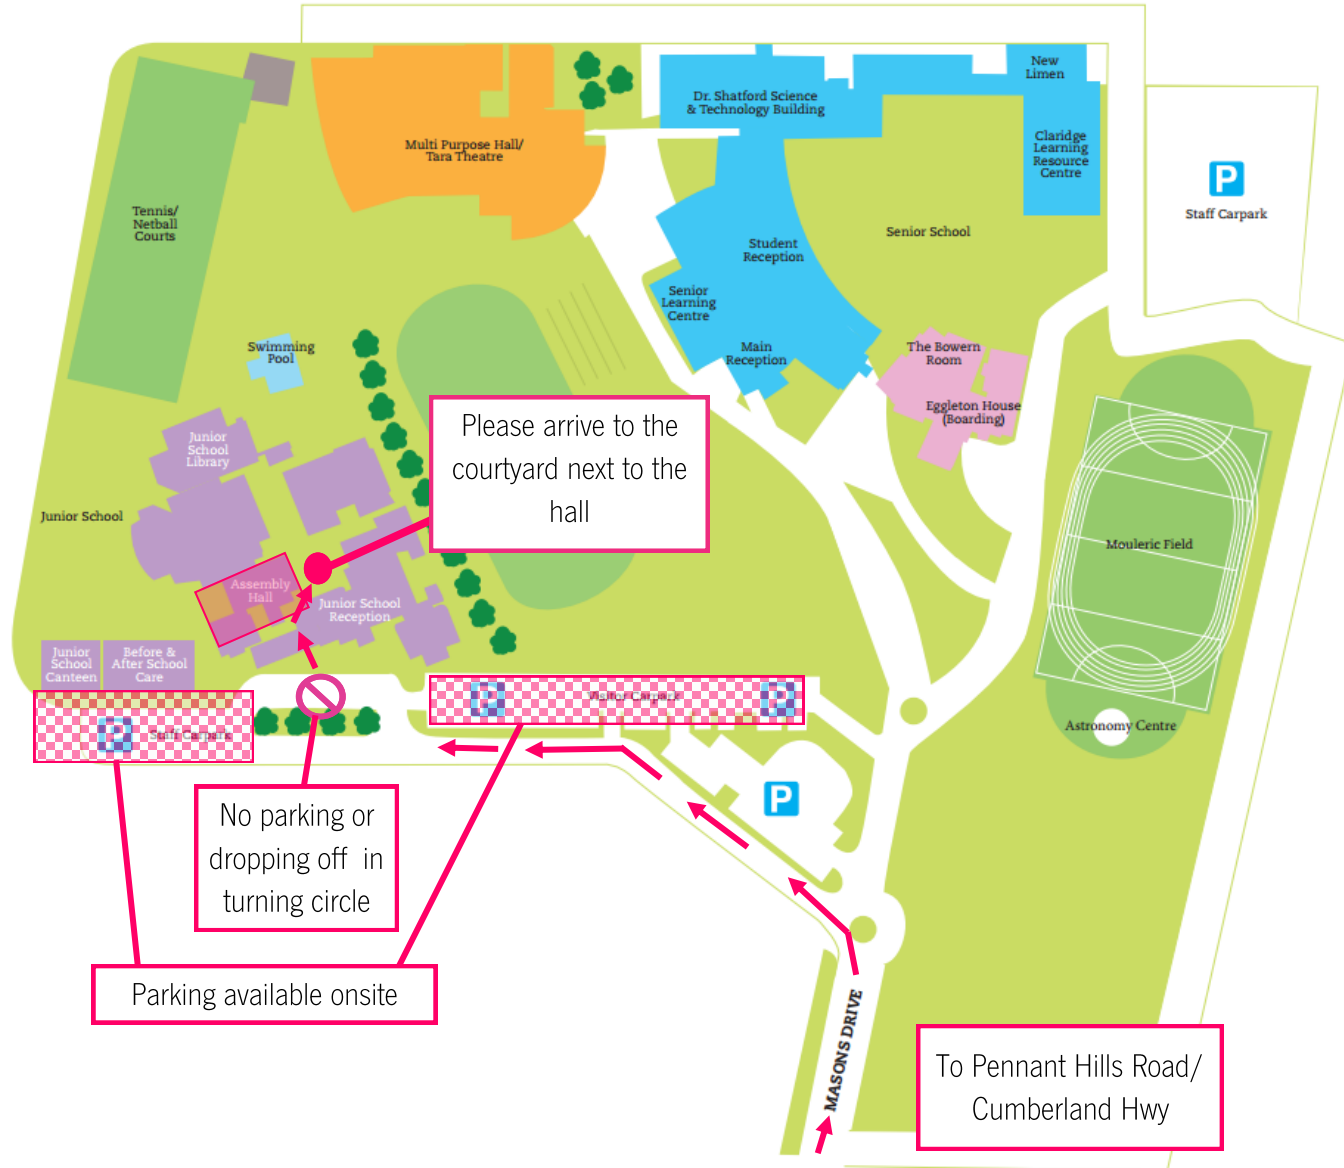 New
Limen
Dr. Shatford Science
& Technology Building
Multi Purpose Hall/
Tara Theatre
Claridge
Learning
Resource
Centre
P
Staff Carpark
Tennis/
Netball
Courts
Senior School
Student
Reception
Senior
Learning
Centre
Swimming
Pool
Main
Reception
The Bowern
Room
Eggleton House
(Boarding)
Please arrive to the
courtyard next to the
hall
Junior
School
Library
Junior School
Mouleric Field
Assembly
Hall
Junior School
Reception
Junior
School
Canteen
Before &
After School
Care
P
Visitor Carpark
P
P
Staff Carpark
Astronomy Centre
P
No parking or
dropping off in
turning circle
Parking available onsite
MASONS DRIVE
To Pennant Hills Road/
Cumberland Hwy